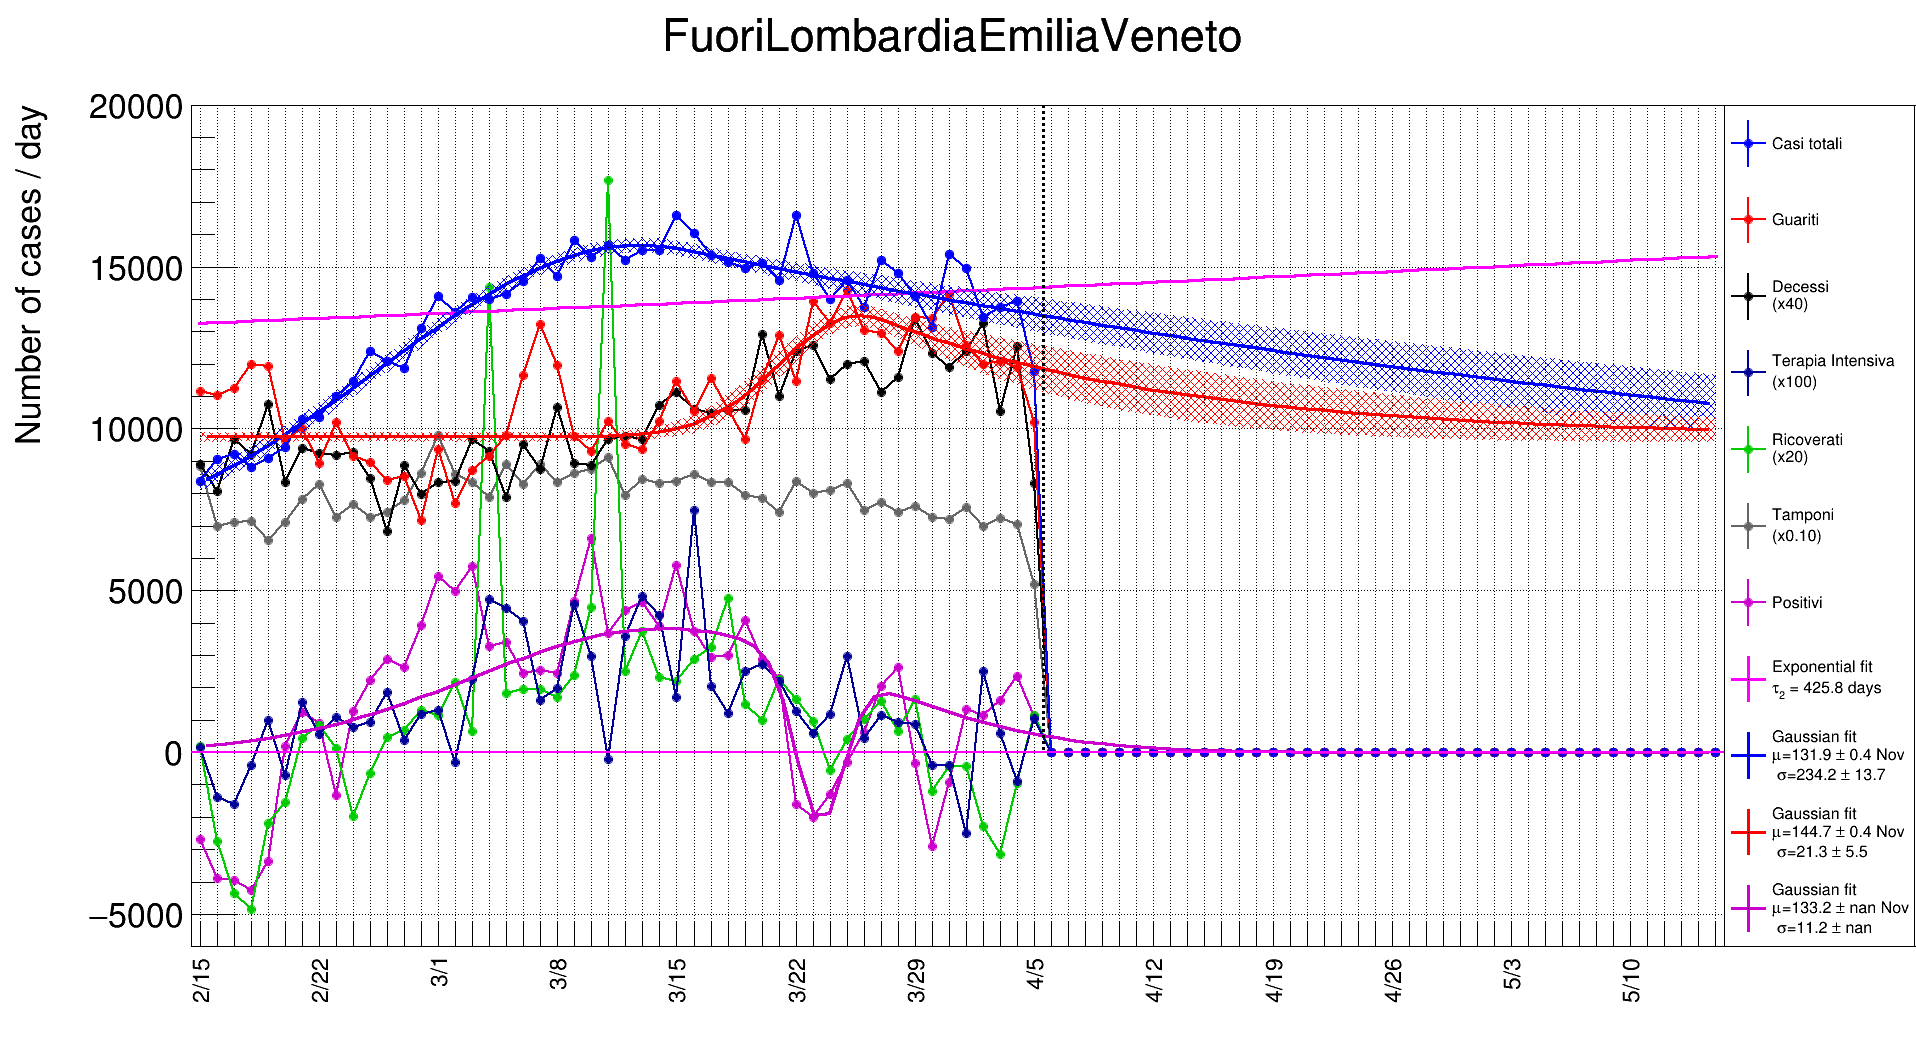 FuoriLombardiaEmiliaVeneto
Number of cases / day
20000
15000
10000
5000
0
−5000
2/15
2/22
3/1
3/8
3/15
3/22
3/29
4/5
4/12
4/19
4/26
5/3
5/10
Casi totali
Guariti
Decessi
(x40)
Terapia Intensiva
(x100)
Ricoverati
(x20)
Tamponi
(x0.10)
Positivi
Exponential fit
τ2 = 425.8 days
Gaussian fit
μ=131.9 ± 0.4 Nov
σ=234.2 ± 13.7
Gaussian fit
μ=144.7 ± 0.4 Nov
σ=21.3 ± 5.5
Gaussian fit
μ=133.2 ± nan Nov
σ=11.2 ± nan